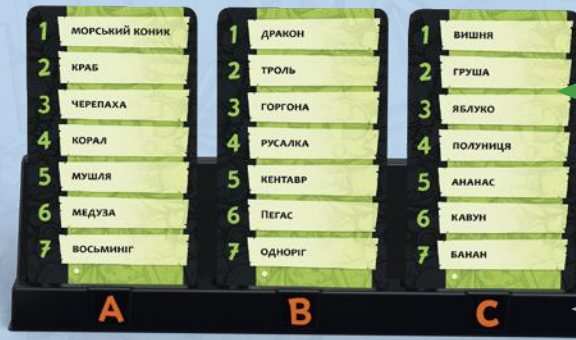 1 МОРСЬКИЙ КОНИК
2 КРАБ
3 ЧЕРЕПАХА
4 КОРАЛ
5 МУШЛЯ
6 МЕДУЗА
7 ВОСЬМИНІГ
A
1 ДРАКОН
2 ТРОЛЬ
3 ГОРГОНА
4 РУСАЛКА
5 КЕНТАВР
6 ПЕГАС
7 ОДНОРІГ
B
1 ВИШНЯ
2 ГРУША
3 ЯБЛУКО
4 ПОЛУНИЦЯ
5 АНАНАС
6 КАВУН
7 БАНАН
C